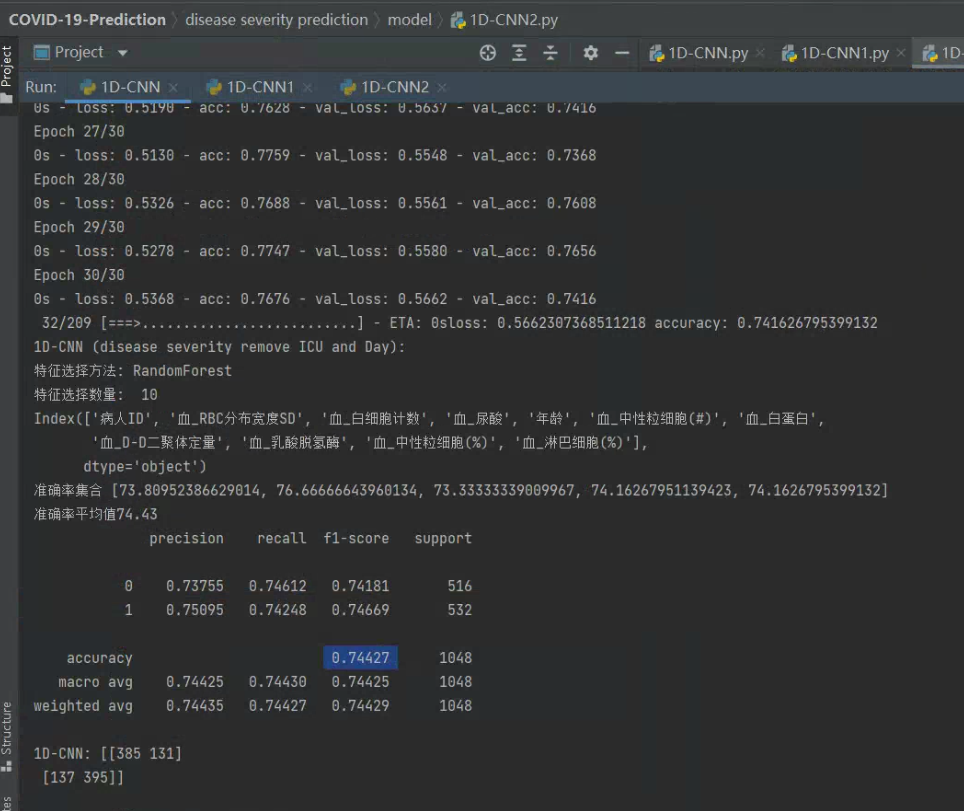 COVID-19-Prediction 〉 disease severity prediction 〉 model 〉 1D-CNN2.py
Project
Project
1D-CNN.py ×
1D-CNN1.py ×
1D-
Run:
1D-CNN ×
1D-CNN1 ×
1D-CNN2 ×
0s - loss: 0.5190 - acc: 0.7628 - val_loss: 0.5637 - val_acc: 0.7416
Epoch 27/30
0s - loss: 0.5130 - acc: 0.7759 - val_loss: 0.5548 - val_acc: 0.7368
Epoch 28/30
0s - loss: 0.5326 - acc: 0.7688 - val_loss: 0.5561 - val_acc: 0.7608
Epoch 29/30
0s - loss: 0.5278 - acc: 0.7747 - val_loss: 0.5580 - val_acc: 0.7656
Epoch 30/30
0s - loss: 0.5368 - acc: 0.7676 - val_loss: 0.5662 - val_acc: 0.7416
32/209 [===>..........................] - ETA: 0sloss: 0.5662307368511218 accuracy: 0.741626795399132
1D-CNN (disease severity remove ICU and Day):
特征选择方法: RandomForest
特征选择数量: 10
Index(['病人ID', '血_RBC分布宽度SD', '血_白细胞计数', '血_尿酸', '年龄', '血_中性粒细胞(#)', '血_白蛋白',
'血_D-D二聚体定量', '血_乳酸脱氢酶', '血_中性粒细胞(%)', '血_淋巴细胞(%)'],
dtype='object')
准确率集合 [73.80952386629014, 76.66666643960134, 73.33333339009967, 74.16267951139423, 74.1626795399132]
准确率平均值74.43
precision recall f1-score support
0 0.73755 0.74612 0.74181 516
1 0.75095 0.74248 0.74669 532
accuracy 0.74427 1048
macro avg 0.74425 0.74430 0.74425 1048
weighted avg 0.74435 0.74427 0.74429 1048
1D-CNN: [[385 131]
[137 395]]
Structure